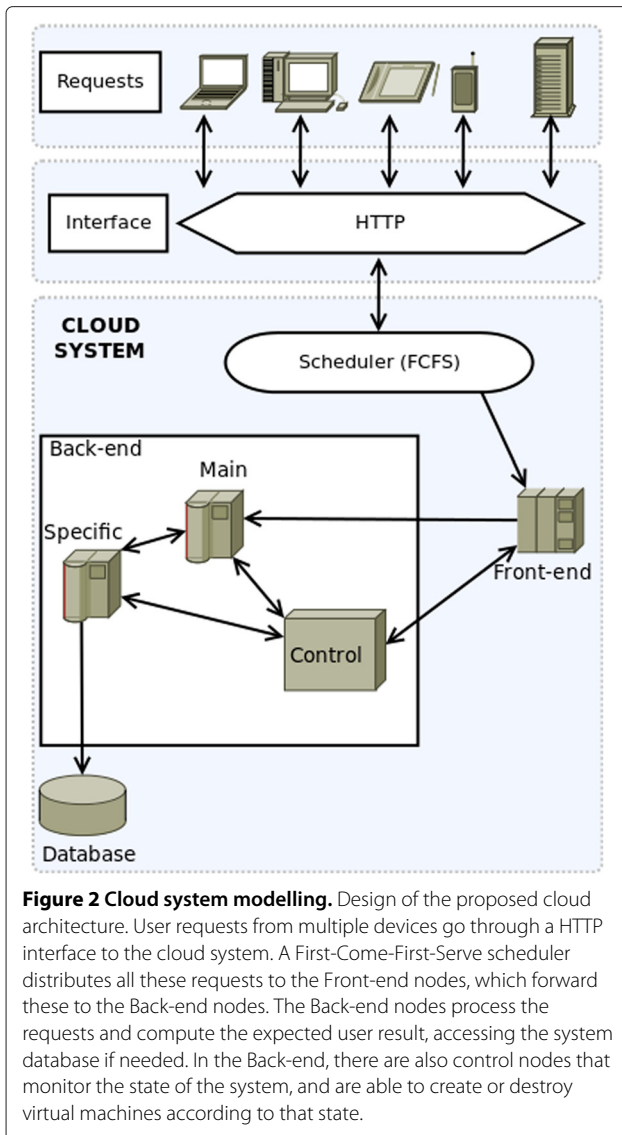 Requests
Interface
HTTP
CLOUD
SYSTEM
Scheduler (FCFS)
Back-end
Main
Specific
Front-end
Control
Database
Figure 2 Cloud system modelling. Design of the proposed cloud
architecture. User requests from multiple devices go through a HTTP
interface to the cloud system. A First-Come-First-Serve scheduler
distributes all these requests to the Front-end nodes, which forward
these to the Back-end nodes. The Back-end nodes process the
requests and compute the expected user result, accessing the system
database if needed. In the Back-end, there are also control nodes that
monitor the state of the system, and are able to create or destroy
virtual machines according to that state.